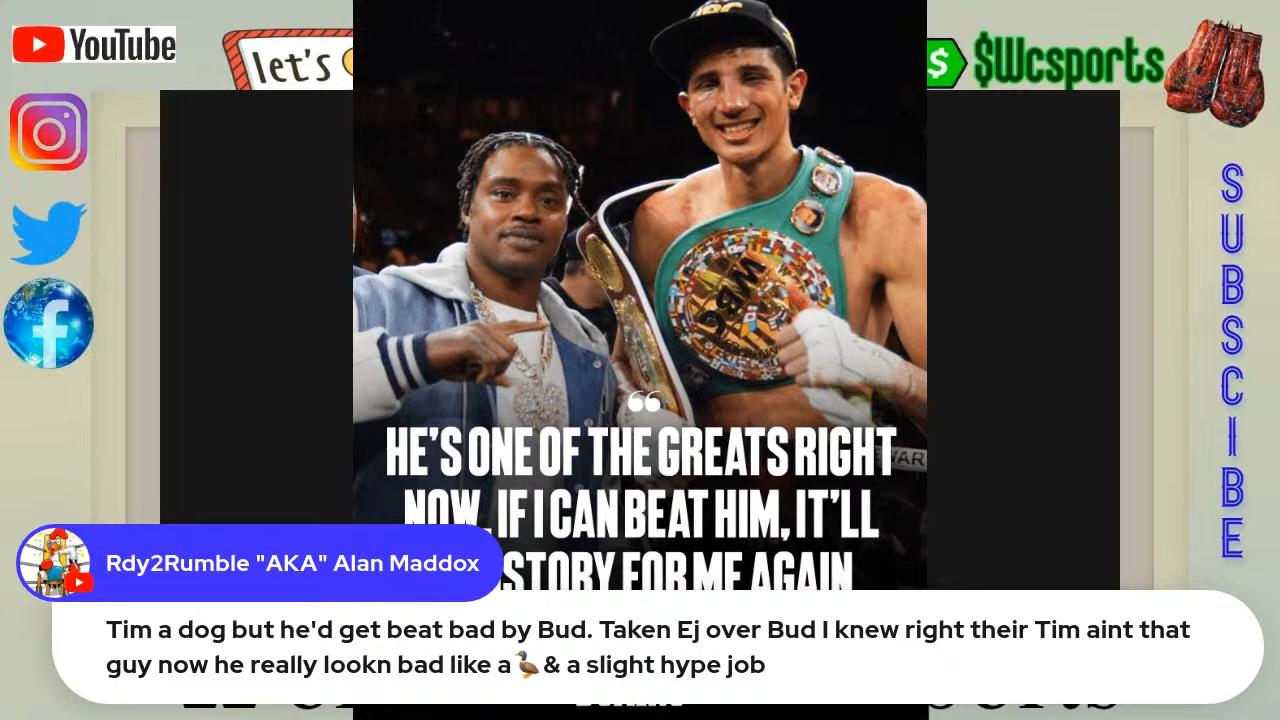 YouTube
let's
$ $Wcsports
SUBSCIBE
WBC
HE'S ONE OF THE GREATS RIGHT
NOW. IF I CAN BEAT HIM, IT'LL
STORY FOR ME AGAIN
Rdy2Rumble "AKA" Alan Maddox
Tim a dog but he'd get beat bad by Bud. Taken Ej over Bud I knew right their Tim aint that
guy now he really lookn bad like a🦆& a slight hype job